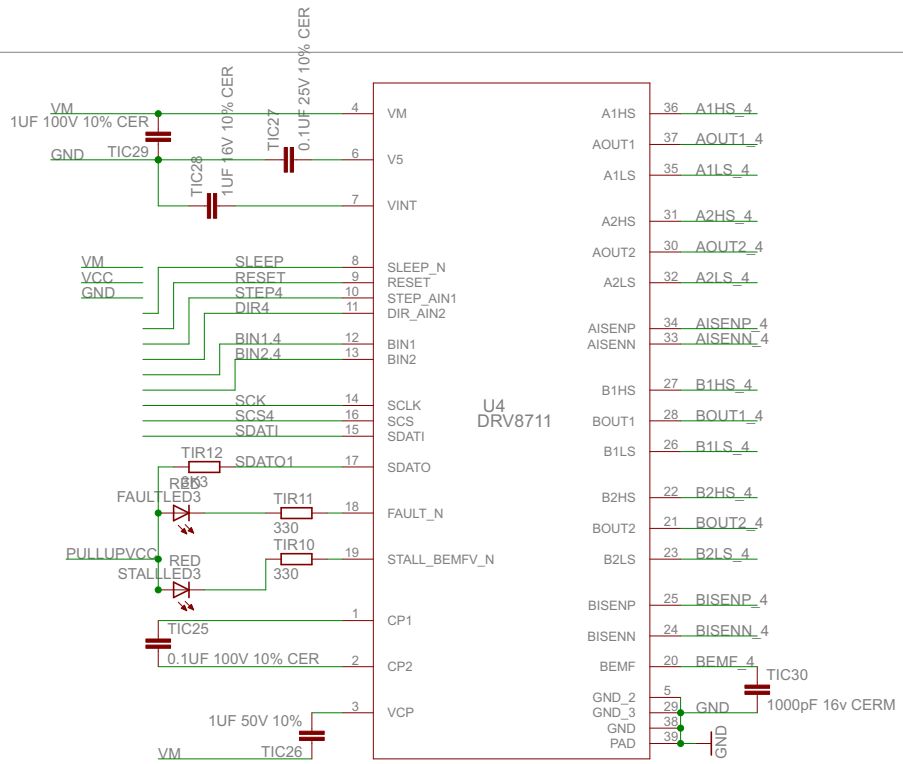 0.1UF 25V 10% CER
TIC27
1UF 16V 10% CER
TIC28
VM
1UF 100V 10% CER
GND
TIC29
4
VM
6
V5
7
VINT
VM
VCC
GND
SLEEP
8
SLEEP_N
RESET
9
RESET
STEP4
10
STEP_AIN1
DIR4
11
DIR_AIN2
BIN1.4
12
BIN1
BIN2.4
13
BIN2
SCK
14
SCLK
SCS4
16
SCS
SDATI
15
SDATI
TIR12
3K3
SDATO1
17
SDATO
RED
FAULTLED3
TIR11
330
18
FAULT_N
PULLUPVCC
RED
STALLLED3
TIR10
330
19
STALL_BEMFV_N
1
CP1
TIC25
0.1UF 100V 10% CER
2
CP2
3
VCP
1UF 50V 10%
VM
TIC26
U4
DRV8711
A1HS
36
A1HS_4
AOUT1
37
AOUT1_4
A1LS
35
A1LS_4
A2HS
31
A2HS_4
AOUT2
30
AOUT2_4
A2LS
32
A2LS_4
AISENP
34
AISENP_4
AISENN
33
AISENN_4
B1HS
27
B1HS_4
BOUT1
28
BOUT1_4
B1LS
26
B1LS_4
B2HS
22
B2HS_4
BOUT2
21
BOUT2_4
B2LS
23
B2LS_4
BISENP
25
BISENP_4
BISENN
24
BISENN_4
BEMF
20
BEMF_4
TIC30
1000pF 16v CERM
GND_2
5
GND_3
29
GND
GND
38
PAD
39
GND